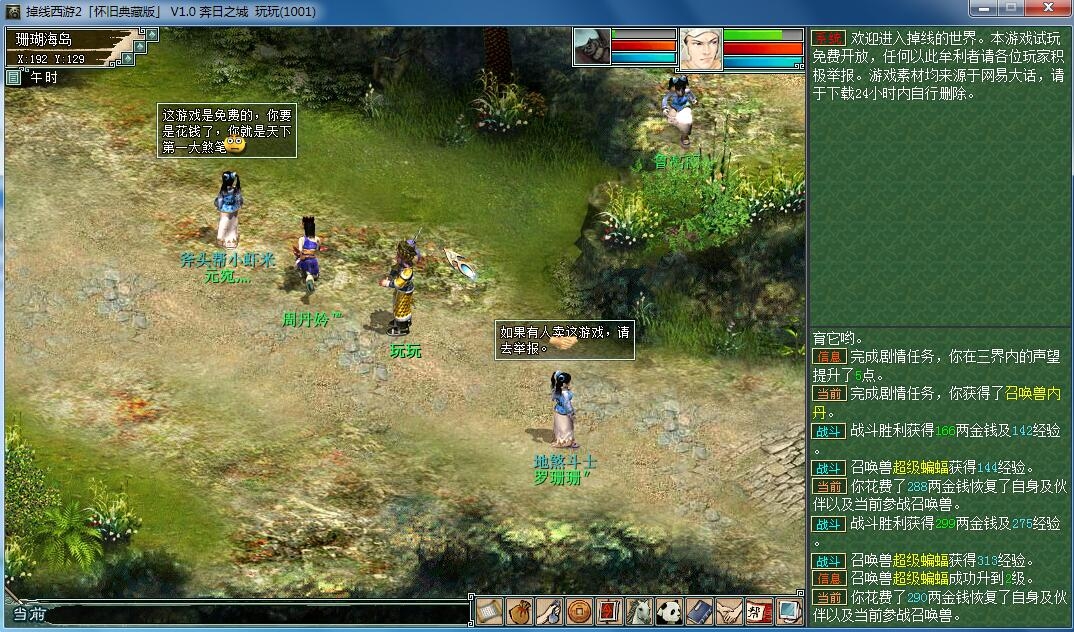 掉线西游2「怀旧典藏版」 V1.0 奔日之城 玩玩(1001)
珊瑚海岛
X:192 Y:129
午时
这游戏是免费的，你要
是花钱了，你就是天下
第一大煞笔
斧头帮小虾米
元宛....
周丹妗™
玩玩
如果有人卖这游戏，请
去举报。
地煞斗士
罗珊珊〃
当前
帮
系统 欢迎进入掉线的世界。本游戏试玩
免费开放，任何以此牟利者请各位玩家积
极举报。游戏素材均来源于网易大话，请
于下载24小时内自行删除。
育它哟。
信息 完成剧情任务，你在三界内的声望
提升了5点。
当前 完成剧情任务，你获得了召唤兽内
丹。
战斗 战斗胜利获得166两金钱及142经验
。
战斗 召唤兽超级蝙蝠获得144经验。
当前 你花费了288两金钱恢复了自身及伙
伴以及当前参战召唤兽。
战斗 战斗胜利获得299两金钱及275经验
。
战斗 召唤兽超级蝙蝠获得313经验。
信息 召唤兽超级蝙蝠成功升到2级。
当前 你花费了290两金钱恢复了自身及伙
伴以及当前参战召唤兽。